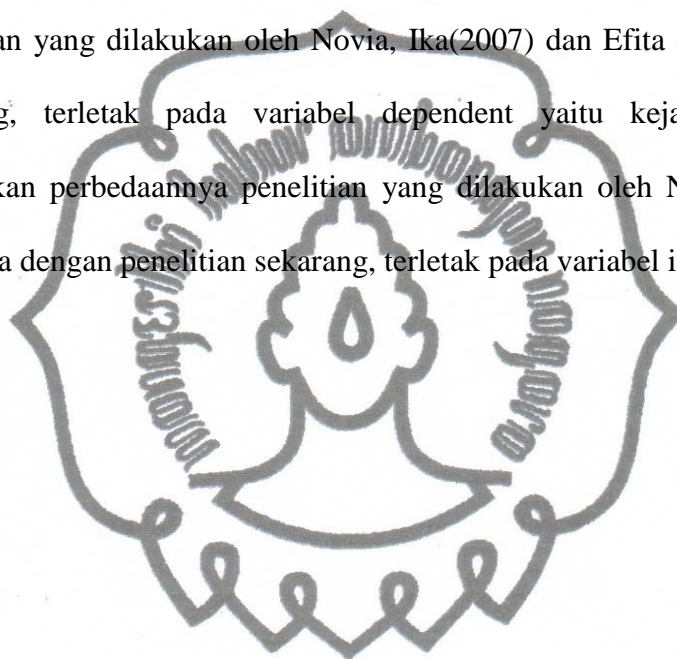 an yang dilakukan oleh Novia, Ika(2007) dan Efita
g, terletak pada variabel dependent yaitu keja
kan perbedaannya penelitian yang dilakukan oleh N
a dengan penelitian sekarang, terletak pada variabel i